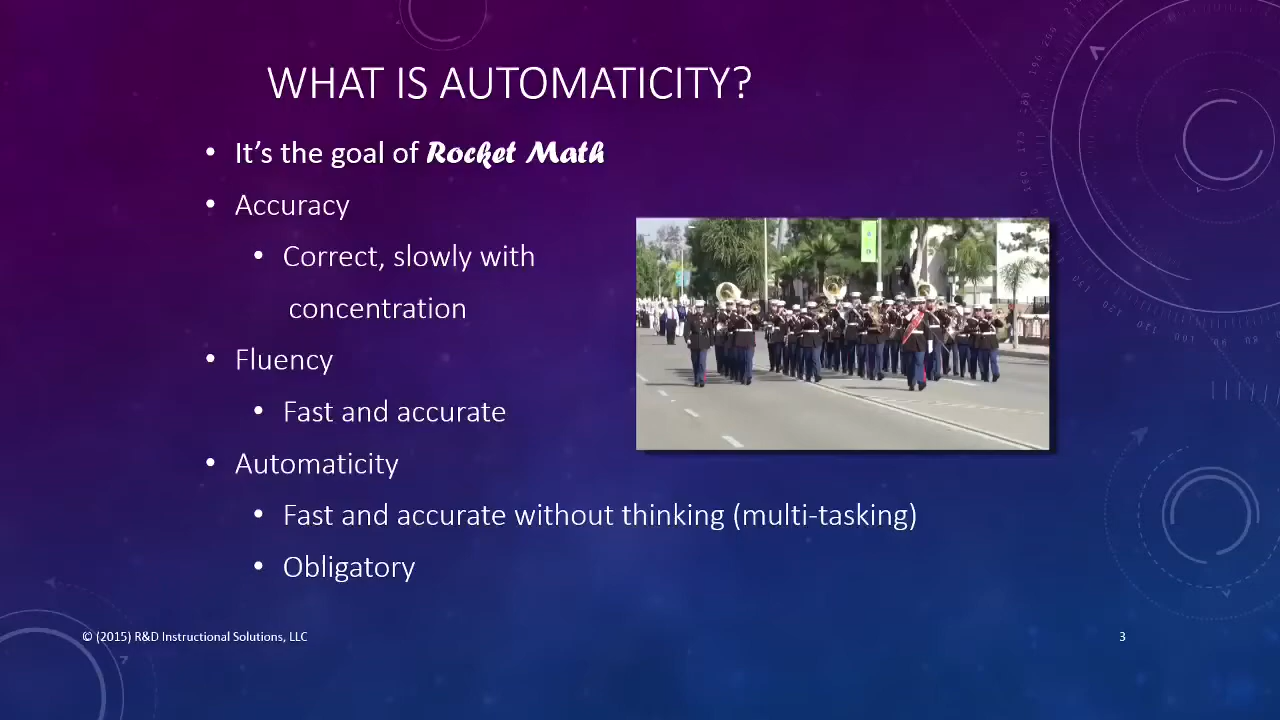 WHAT IS AUTOMATICITY?
• It's the goal of Rocket Math
• Accuracy
• Correct, slowly with
concentration
• Fluency
• Fast and accurate
• Automaticity
• Fast and accurate without thinking (multi-tasking)
• Obligatory
© (2015) R&D Instructional Solutions, LLC
3